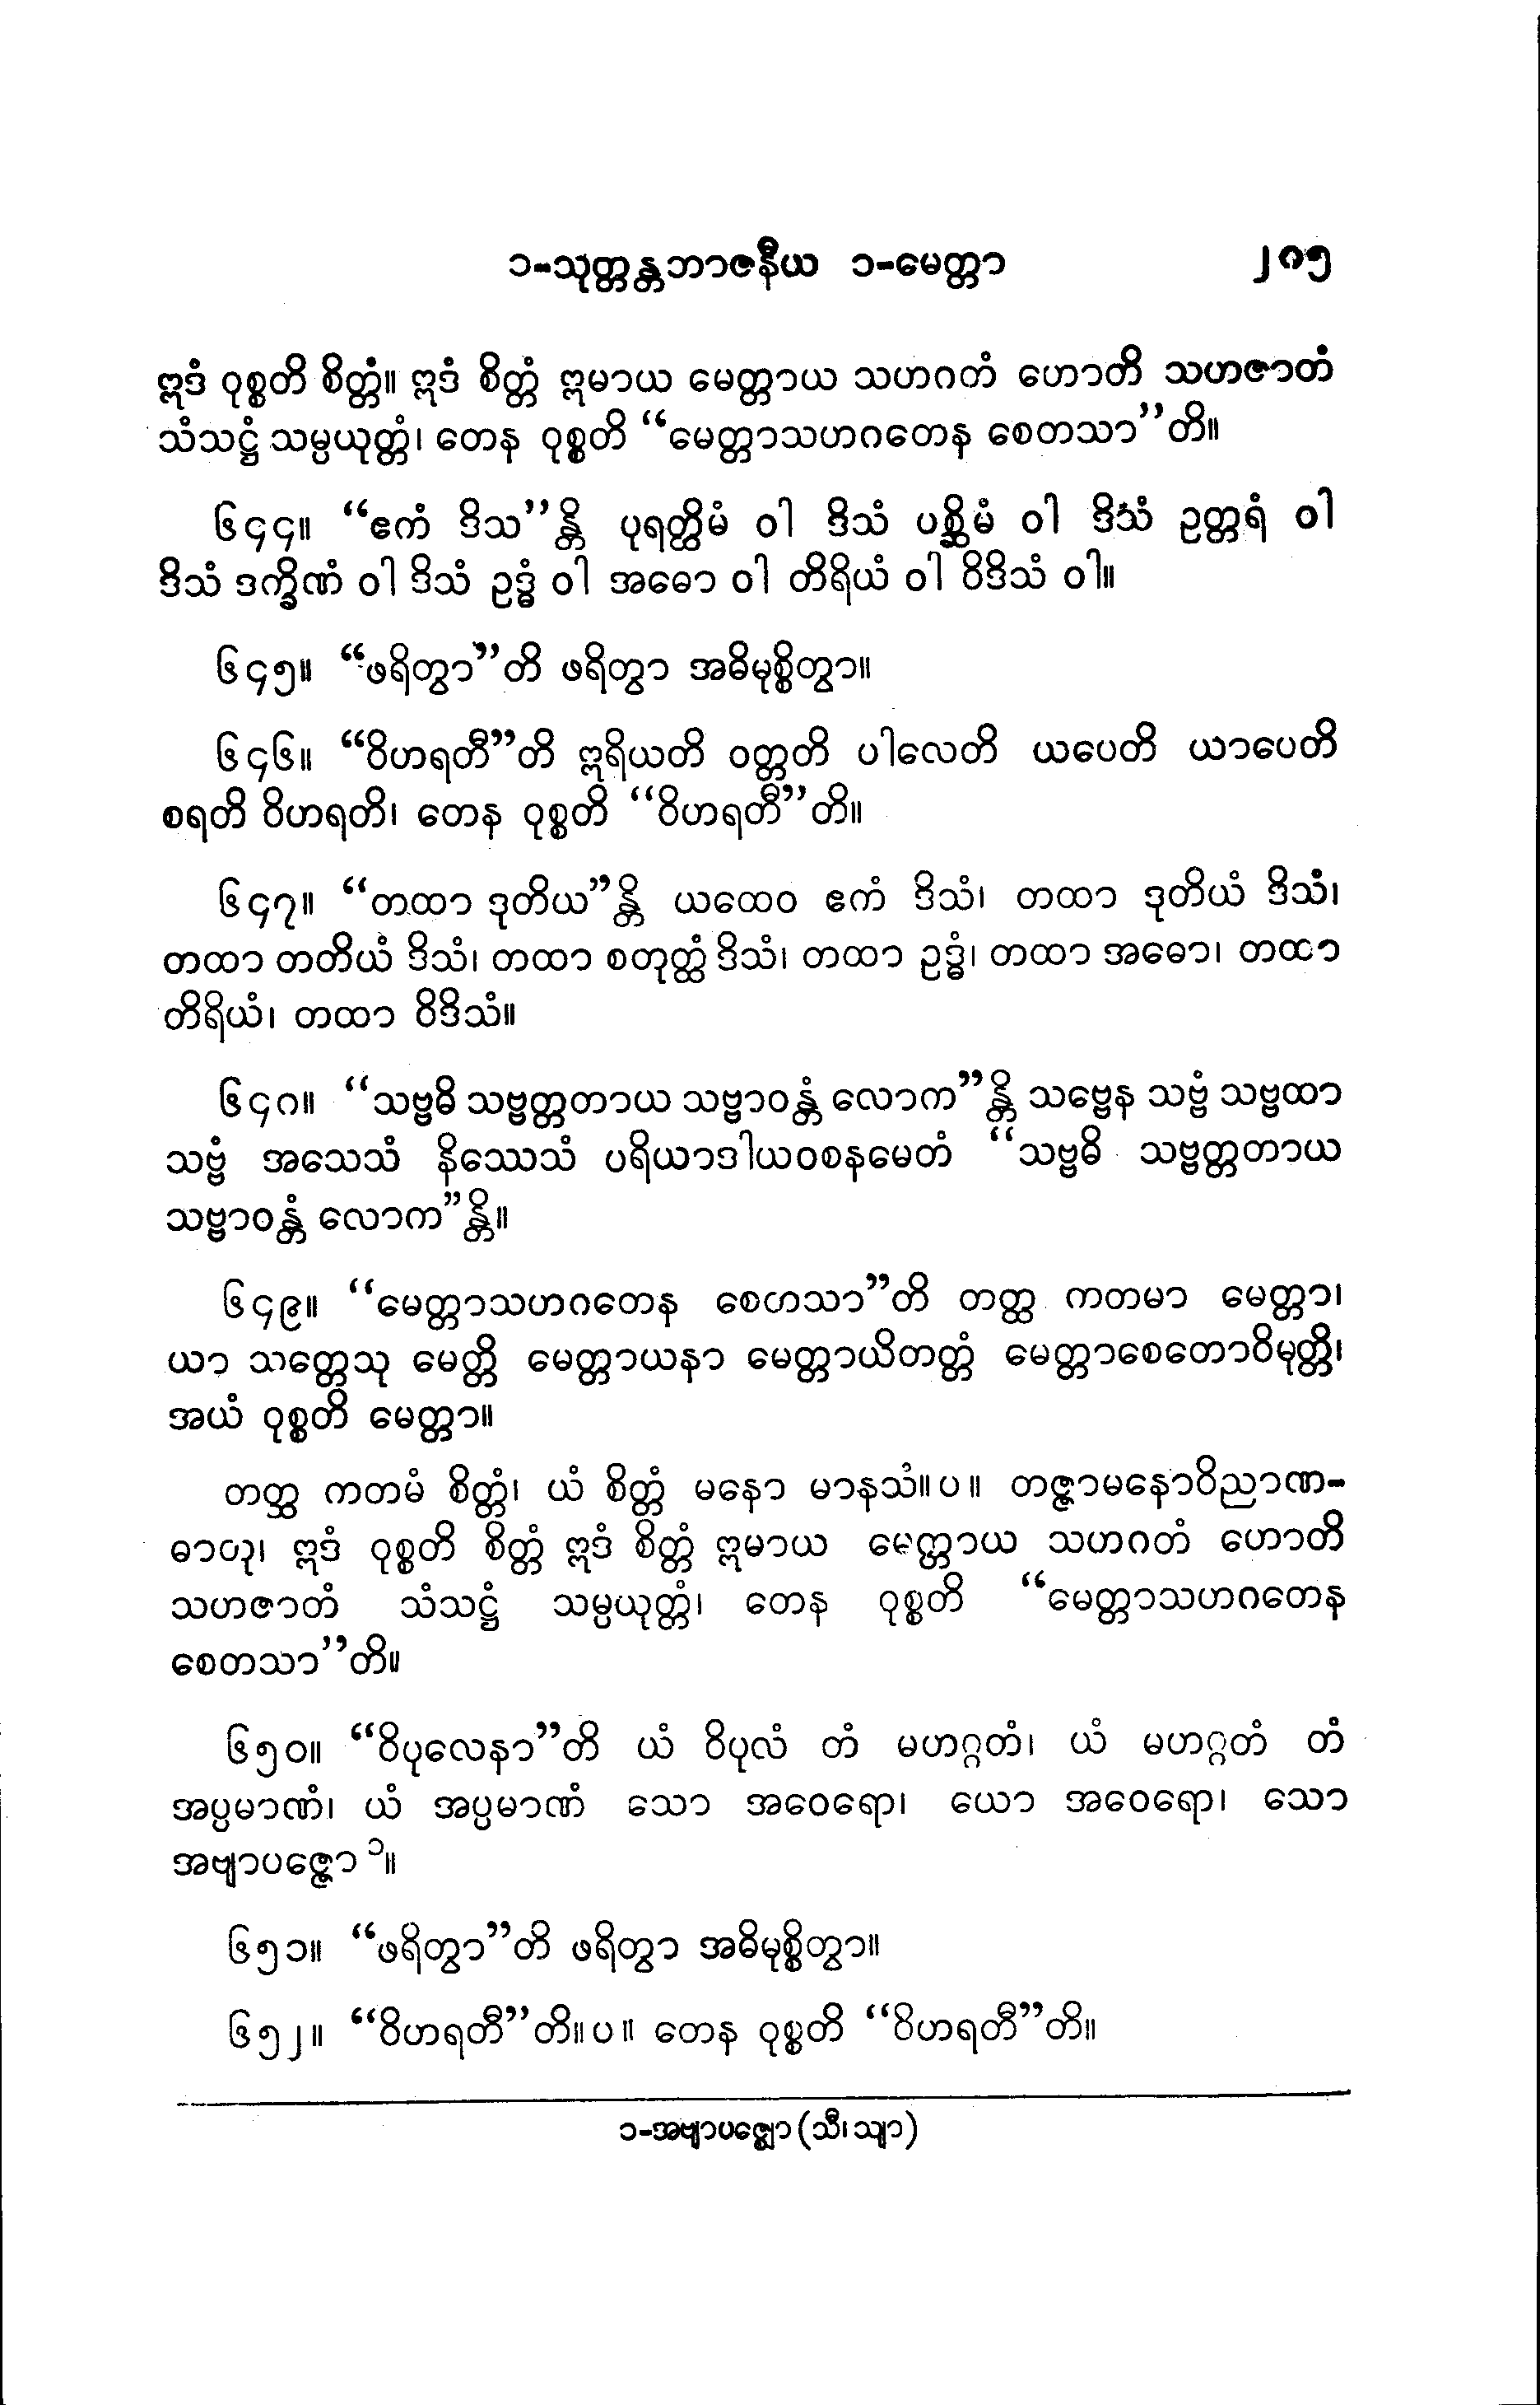 ၁-သုတ္တန္တဘာဇနီယ ၁-မေတ္တာ ၂၈၅
ဣဒံ ဝုစ္စတိ စိတ္တံ။ ဣဒံ စိတ္တံ ဣမာယ မေတ္တာယ သဟဂတံ ဟောတိ သဟဇာတံ
သံသဋ္ဌံ သမ္ပယုတ္တံ၊ တေန ဝုစ္စတိ “မေတ္တာသဟဂတေန စေတသာ”တိ။
၆၄၄။ “ဧကံ ဒိသ”န္တိ ပုရတ္ထိမံ ဝါ ဒိသံ ပစ္ဆိမံ ဝါ ဒိသံ ဥတ္တရံ ဝါ
ဒိသံ ဒက္ခိဏံ ဝါ ဒိသံ ဥဒ္ဓံ ဝါ အဓော ဝါ တိရိယံ ဝါ ဝိဒိသံ ဝါ။
၆၄၅။ “ဖရိတွာ”တိ ဖရိတွာ အဓိမုစ္စိတွာ။
၆၄၆။ “ဝိဟရတီ”တိ ဣရိယတိ ဝတ္တတိ ပါလေတိ ယပေတိ ယာပေတိ
စရတိ ဝိဟရတိ၊ တေန ဝုစ္စတိ “ဝိဟရတီ”တိ။
၆၄၇။ “တထာ ဒုတိယ”န္တိ ယထေဝ ဧကံ ဒိသံ၊ တထာ ဒုတိယံ ဒိသံ၊
တထာ တတိယံ ဒိသံ၊ တထာ စတုတ္ထံ ဒိသံ၊ တထာ ဥဒ္ဓံ၊ တထာ အဓော၊ တထာ
တိရိယံ၊ တထာ ဝိဒိသံ။
၆၄၈။ “သဗ္ဗဓိ သဗ္ဗတ္တတာယ သဗ္ဗာဝန္တံ လောက”န္တိ သဗ္ဗေန သဗ္ဗံ သဗ္ဗထာ
သဗ္ဗံ အသေသံ နိဿေသံ ပရိယာဒါယဝစနမေတံ “သဗ္ဗဓိ သဗ္ဗတ္တတာယ
သဗ္ဗာဝန္တံ လောက”န္တိ။
၆၄၉။ “မေတ္တာသဟဂတေန စေတသာ”တိ တတ္ထ ကတမာ မေတ္တာ၊
ယာ သတ္တေသု မေတ္တိ မေတ္တာယနာ မေတ္တာယိတတ္တံ မေတ္တာစေတောဝိမုတ္တိ၊
အယံ ဝုစ္စတိ မေတ္တာ။
တတ္ထ ကတမံ စိတ္တံ၊ ယံ စိတ္တံ မနော မာနသံ။ပ။ တဇ္ဇာမနောဝိညာဏ-
ဓာတု၊ ဣဒံ ဝုစ္စတိ စိတ္တံ ဣဒံ စိတ္တံ ဣမာယ မေတ္တာယ သဟဂတံ ဟောတိ
သဟဇာတံ သံသဋ္ဌံ သမ္ပယုတ္တံ၊ တေန ဝုစ္စတိ “မေတ္တာသဟဂတေန
စေတသာ”တိ။
၆၅၀။ “ဝိပုလေနာ”တိ ယံ ဝိပုလံ တံ မဟဂ္ဂတံ၊ ယံ မဟဂ္ဂတံ တံ
အပ္ပမာဏံ၊ ယံ အပ္ပမာဏံ သော အဝေရော၊ ယော အဝေရော၊ သော
အဗျာပဇ္ဇော ၁။
၆၅၁။ “ဖရိတွာ”တိ ဖရိတွာ အဓိမုစ္စိတွာ။
၆၅၂။ “ဝိဟရတီ”တိ။ပ။ တေန ဝုစ္စတိ “ဝိဟရတီ”တိ။
၁-အဗျာပဇ္ဈော (သီ၊ သျာ)